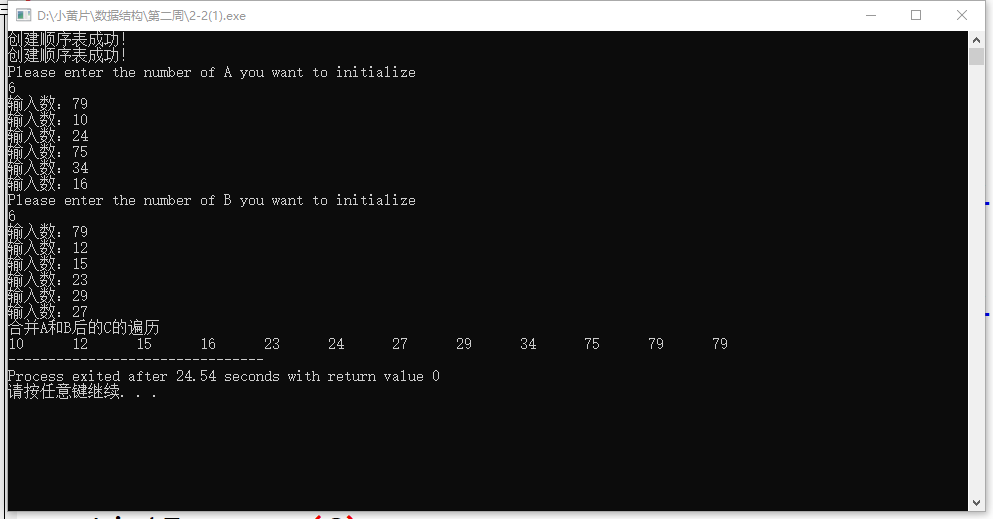 D:\小黄片\数据结构\第二周\2-2(1).exe
创建顺序表成功!
创建顺序表成功!
Please enter the number of A you want to initialize
6
输入数: 79
输入数: 10
输入数: 24
输入数: 75
输入数: 34
输入数: 16
Please enter the number of B you want to initialize
6
输入数: 79
输入数: 12
输入数: 15
输入数: 23
输入数: 29
输入数: 27
合并A和B后的C的遍历
10 12 15 16 23 24 27 29 34 75 79 79
--------------------------------
Process exited after 24.54 seconds with return value 0
请按任意键继续. . .